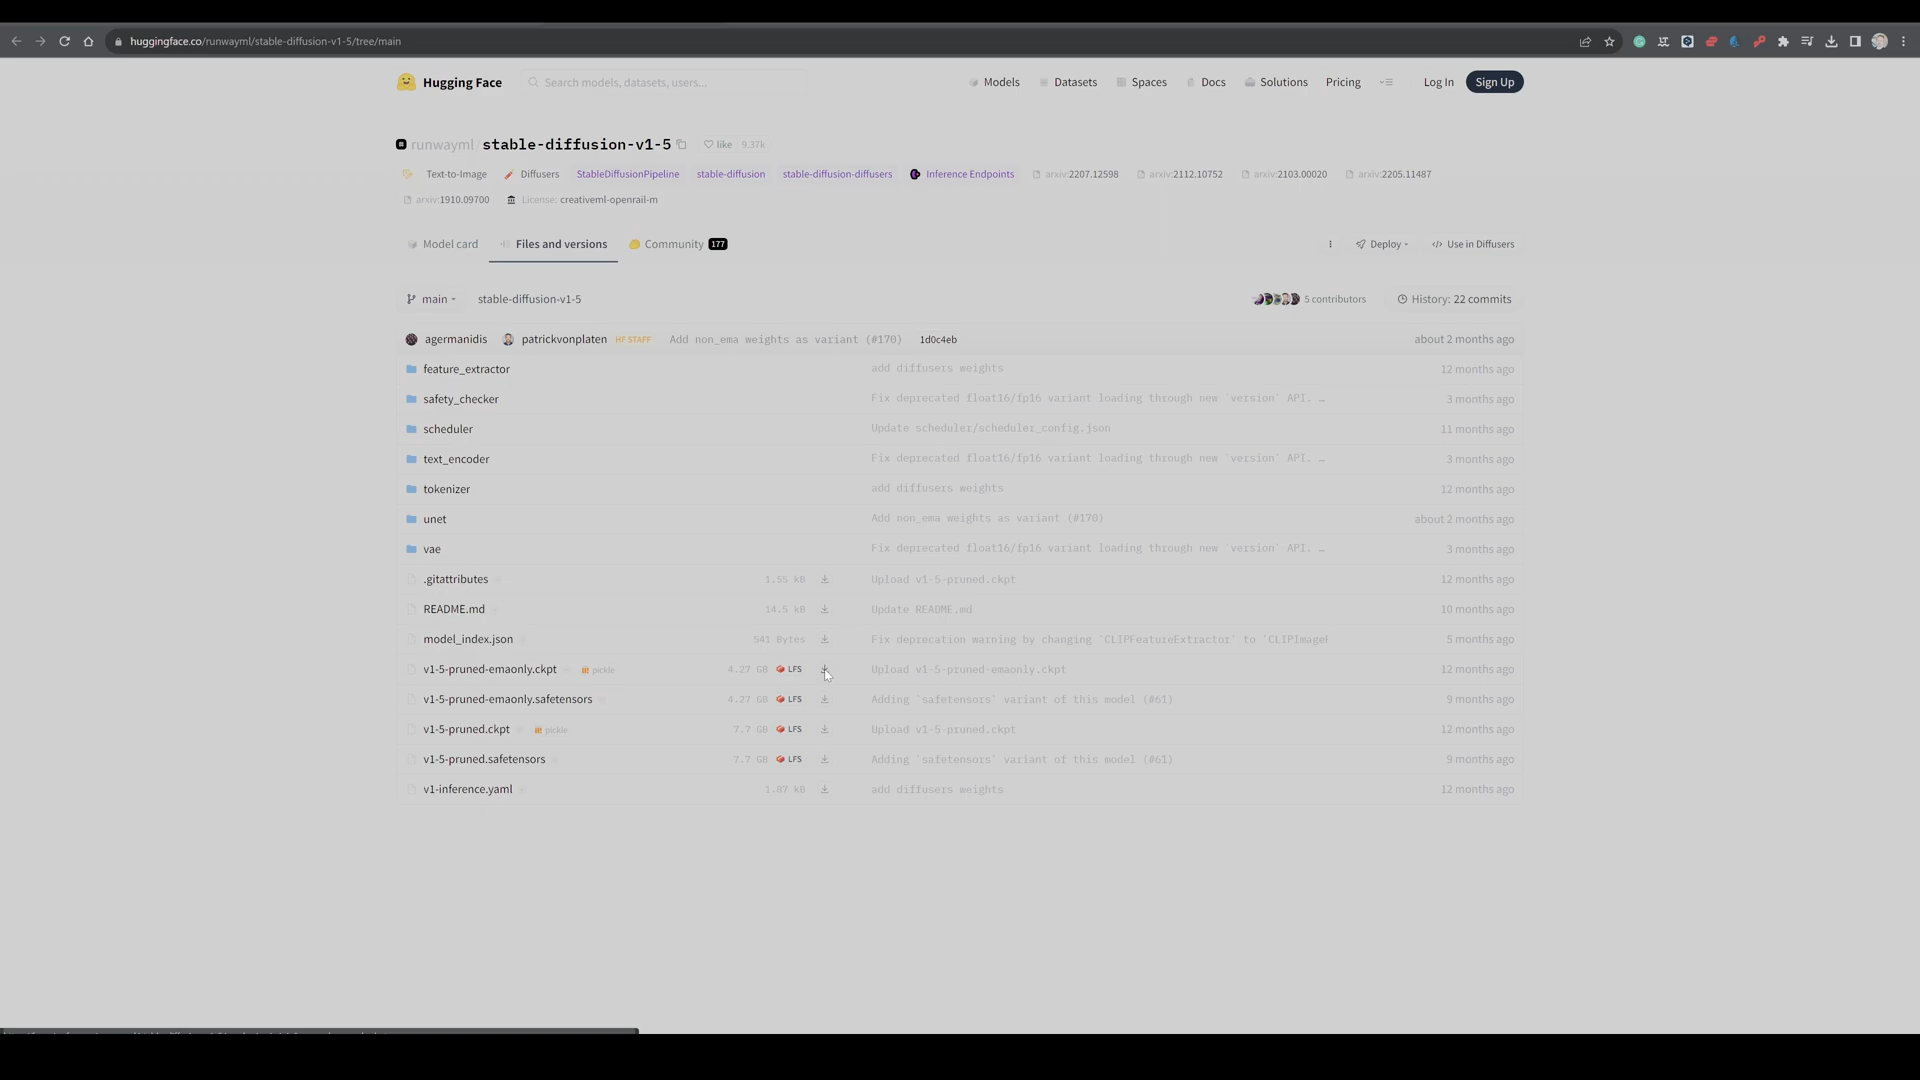 huggingface.co/runwayml/stable-diffusion-v1-5/tree/main
Hugging Face Search models, datasets, users... Models Datasets Spaces Docs Solutions Pricing Log In Sign Up
runwayml/stable-diffusion-v1-5 like 9.37k
Text-to-Image Diffusers StableDiffusionPipeline stable-diffusion stable-diffusion-diffusers Inference Endpoints arxiv:2207.12598 arxiv:2112.10752 arxiv:2103.00020 arxiv:2205.11487
arxiv:1910.09700 License: creativeml-openrail-m
Model card Files and versions Community 177 Deploy </> Use in Diffusers
main stable-diffusion-v1-5 5 contributors History: 22 commits
agermanidis patrickvonplaten HF STAFF Add non_ema weights as variant (#170) 1d0c4eb about 2 months ago
feature_extractor add diffusers weights 12 months ago
safety_checker Fix deprecated float16/fp16 variant loading through new `version` API. … 3 months ago
scheduler Update scheduler/scheduler_config.json 11 months ago
text_encoder Fix deprecated float16/fp16 variant loading through new `version` API. … 3 months ago
tokenizer add diffusers weights 12 months ago
unet Add non_ema weights as variant (#170) about 2 months ago
vae Fix deprecated float16/fp16 variant loading through new `version` API. … 3 months ago
.gitattributes 1.55 kB Upload v1-5-pruned.ckpt 12 months ago
README.md 14.5 kB Update README.md 10 months ago
model_index.json 541 Bytes Fix deprecation warning by changing `CLIPFeatureExtractor` to `CLIPImage 5 months ago
v1-5-pruned-emaonly.ckpt pickle 4.27 GB LFS Upload v1-5-pruned-emaonly.ckpt 12 months ago
v1-5-pruned-emaonly.safetensors 4.27 GB LFS Adding `safetensors` variant of this model (#61) 9 months ago
v1-5-pruned.ckpt pickle 7.7 GB LFS Upload v1-5-pruned.ckpt 12 months ago
v1-5-pruned.safetensors 7.7 GB LFS Adding `safetensors` variant of this model (#61) 9 months ago
v1-inference.yaml 1.87 kB add diffusers weights 12 months ago